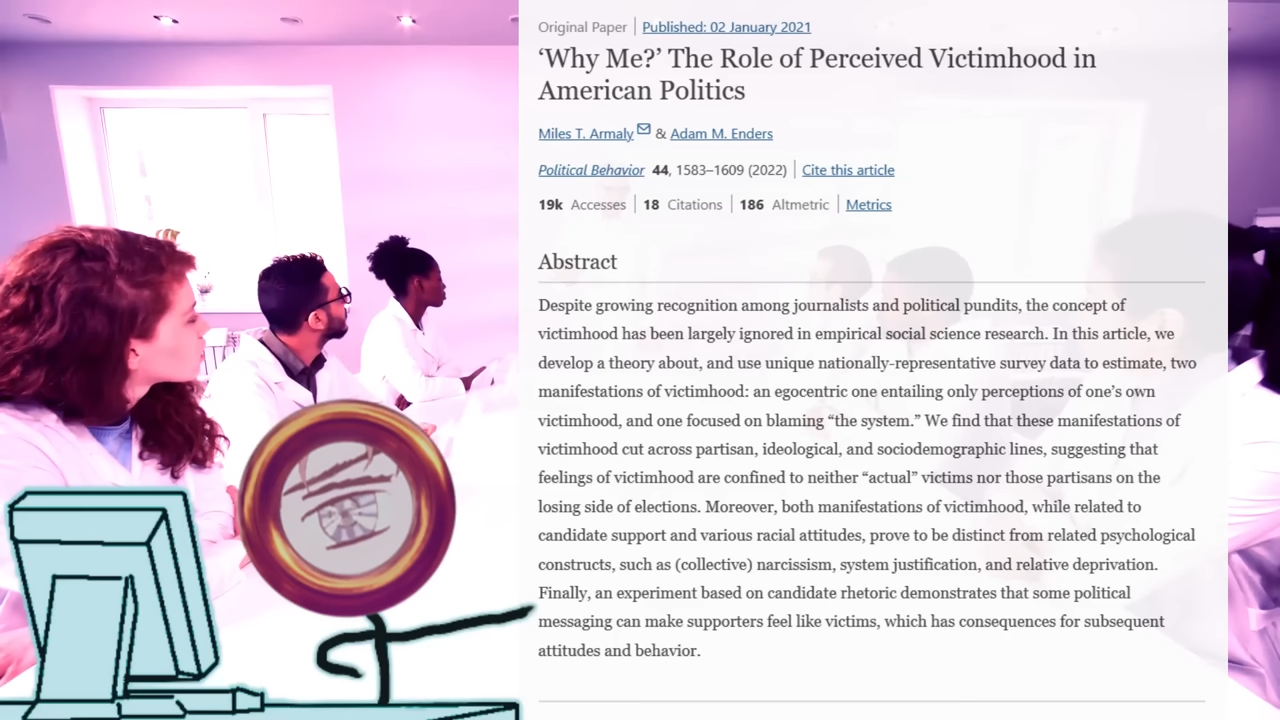 Original Paper | Published: 02 January 2021
‘Why Me?’ The Role of Perceived Victimhood in
American Politics
Miles T. Armaly & Adam M. Enders
Political Behavior 44, 1583–1609 (2022) | Cite this article
19k Accesses | 18 Citations | 186 Altmetric | Metrics
Abstract
Despite growing recognition among journalists and political pundits, the concept of
victimhood has been largely ignored in empirical social science research. In this article, we
develop a theory about, and use unique nationally-representative survey data to estimate, two
manifestations of victimhood: an egocentric one entailing only perceptions of one’s own
victimhood, and one focused on blaming “the system.” We find that these manifestations of
victimhood cut across partisan, ideological, and sociodemographic lines, suggesting that
feelings of victimhood are confined to neither “actual” victims nor those partisans on the
losing side of elections. Moreover, both manifestations of victimhood, while related to
candidate support and various racial attitudes, prove to be distinct from related psychological
constructs, such as (collective) narcissism, system justification, and relative deprivation.
Finally, an experiment based on candidate rhetoric demonstrates that some political
messaging can make supporters feel like victims, which has consequences for subsequent
attitudes and behavior.